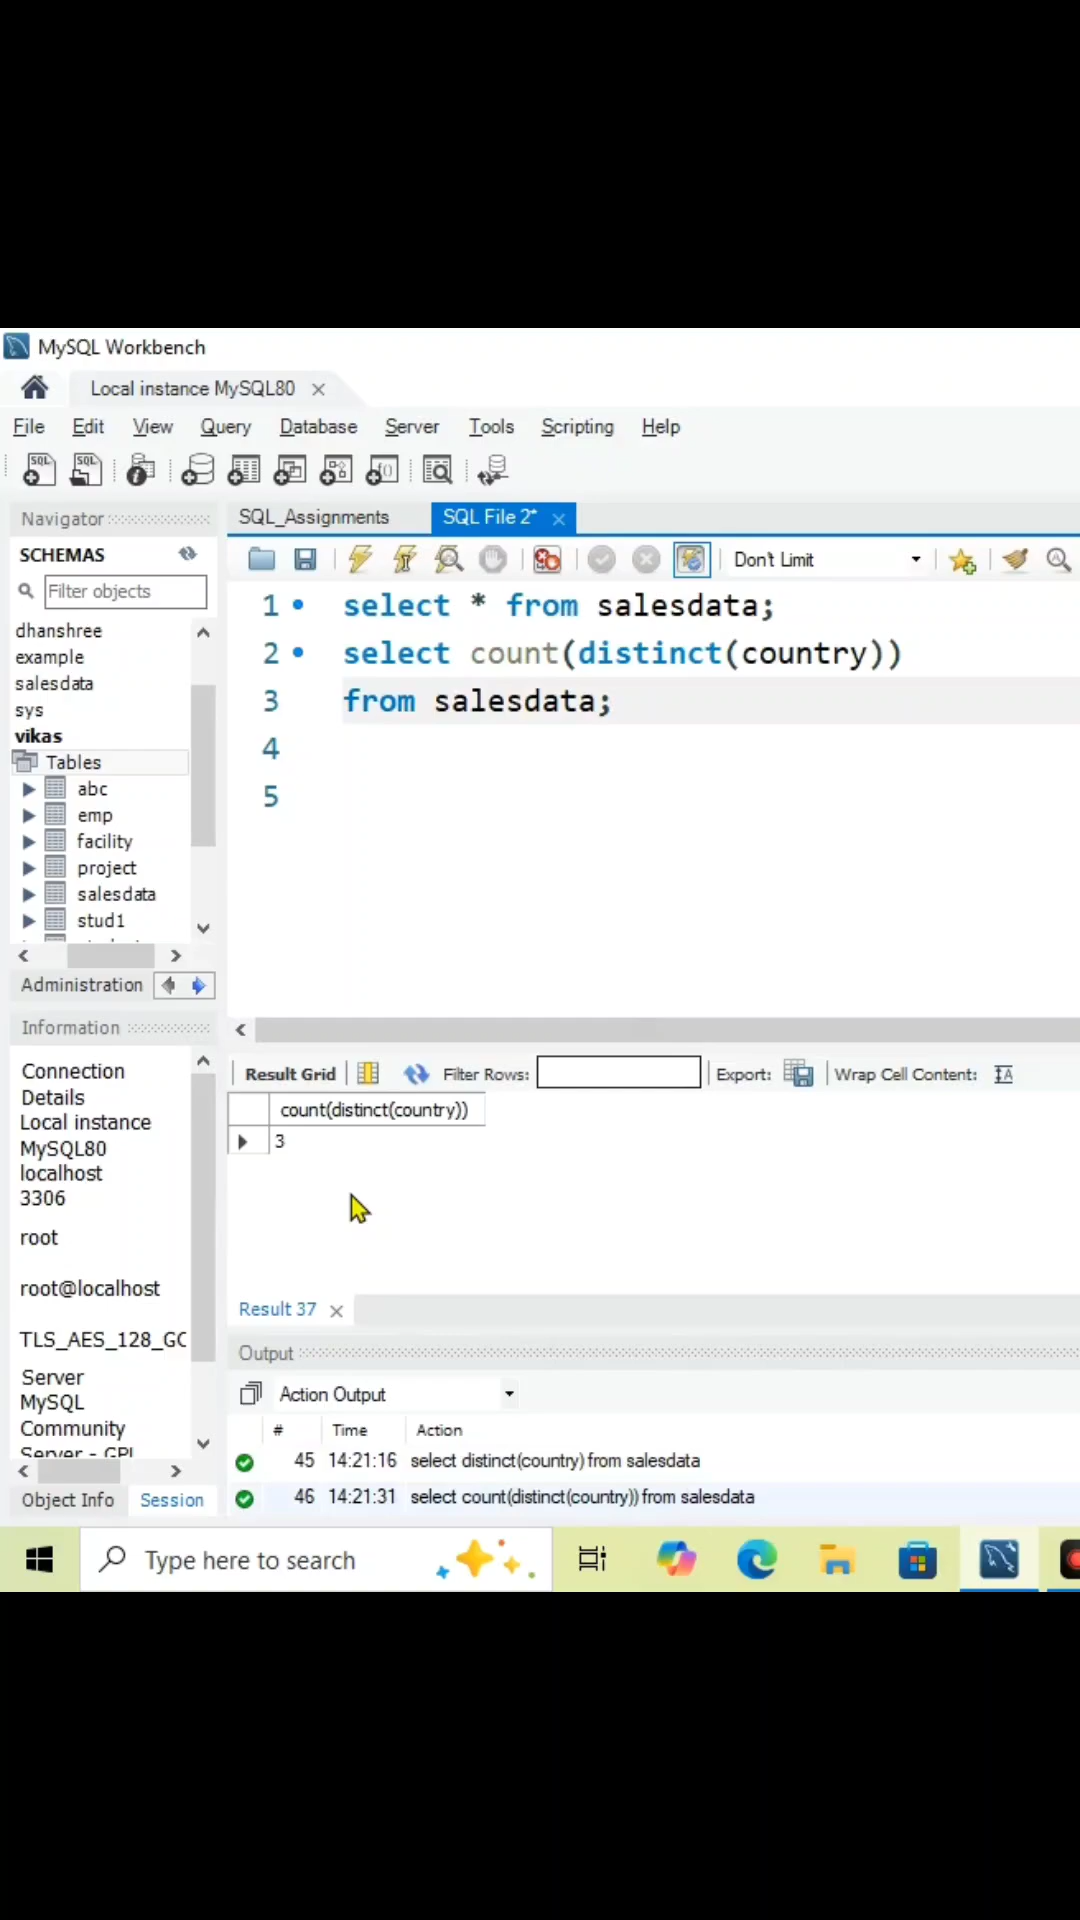 MySQL Workbench
Local instance MySQL80
File Edit View Query Database Server Tools Scripting Help
Navigator
SQL_Assignments
SQL File 2*
SCHEMAS
Don't Limit
Filter objects
dhanshree
example
salesdata
sys
vikas
Tables
abc
emp
facility
project
salesdata
stud1
1 select * from salesdata;
2 select count(distinct(country))
3 from salesdata;
4
5
Administration
Information
Connection
Details
Local instance
MySQL80
localhost
3306
root
root@localhost
TLS_AES_128_GC
Server
MySQL
Community
Server - GPL
Object Info Session
Result Grid Filter Rows: Export: Wrap Cell Content:
count(distinct(country))
3
Result 37
Output
Action Output
# Time Action
45 14:21:16 select distinct(country) from salesdata
46 14:21:31 select count(distinct(country)) from salesdata
Type here to search